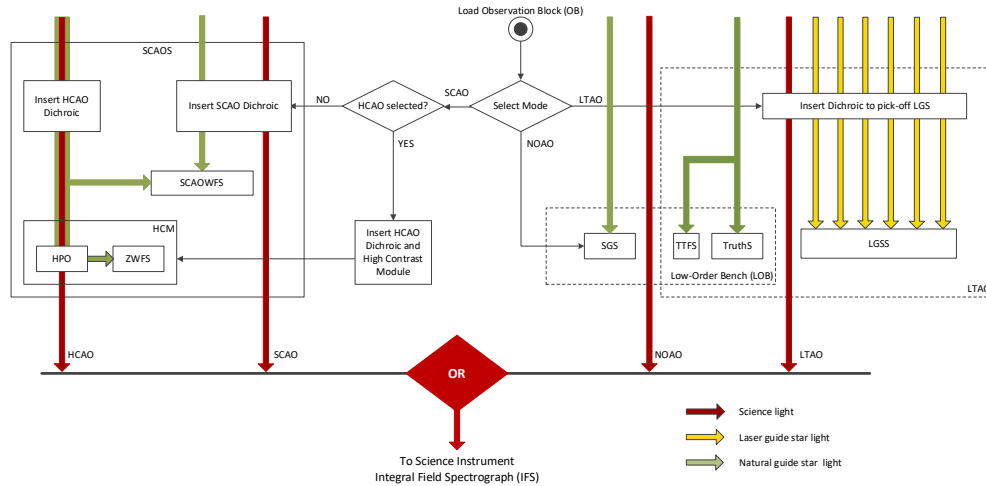 Load Observation Block (OB)
SCAOS
Insert HCAO
Dichroic
Insert SCAO Dichroic
NO
HCAO selected?
SCAO
Select Mode
LTAO
Insert Dichroic to pick-off LGS
YES
NOAO
SCAOWFS
HCM
HPO
ZWFS
Insert HCAO
Dichroic and
High Contrast
Module
SGS
TTFS
TruthS
LGSS
Low-Order Bench (LOB)
LTAO
HCAO
SCAO
NOAO
LTAO
OR
Science light
Laser guide star light
Natural guide star light
To Science Instrument
Integral Field Spectrograph (IFS)